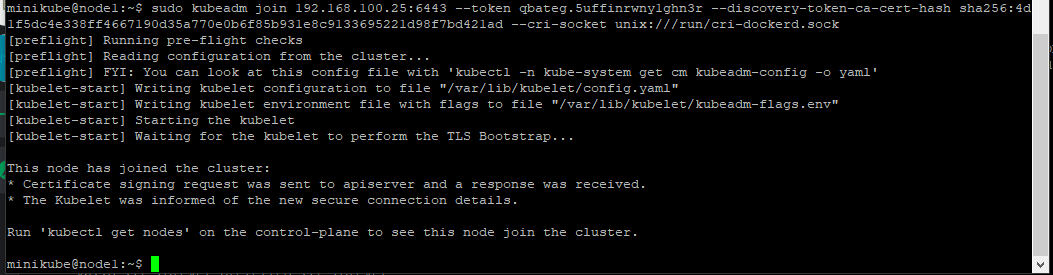 minikube@node1:~$ sudo kubeadm join 192.168.100.25:6443 --token qbateg.5uffinrwnylghn3r --discovery-token-ca-cert-hash sha256:4d
1f5dc4e338ff4667190d35a770e0b6f85b931e8c9133695221d98f7bd421ad --cri-socket unix:///run/cri-dockerd.sock
[preflight] Running pre-flight checks
[preflight] Reading configuration from the cluster...
[preflight] FYI: You can look at this config file with 'kubectl -n kube-system get cm kubeadm-config -o yaml'
[kubelet-start] Writing kubelet configuration to file "/var/lib/kubelet/config.yaml"
[kubelet-start] Writing kubelet environment file with flags to file "/var/lib/kubelet/kubeadm-flags.env"
[kubelet-start] Starting the kubelet
[kubelet-start] Waiting for the kubelet to perform the TLS Bootstrap...
This node has joined the cluster:
* Certificate signing request was sent to apiserver and a response was received.
* The Kubelet was informed of the new secure connection details.
Run 'kubectl get nodes' on the control-plane to see this node join the cluster.
minikube@node1:~$